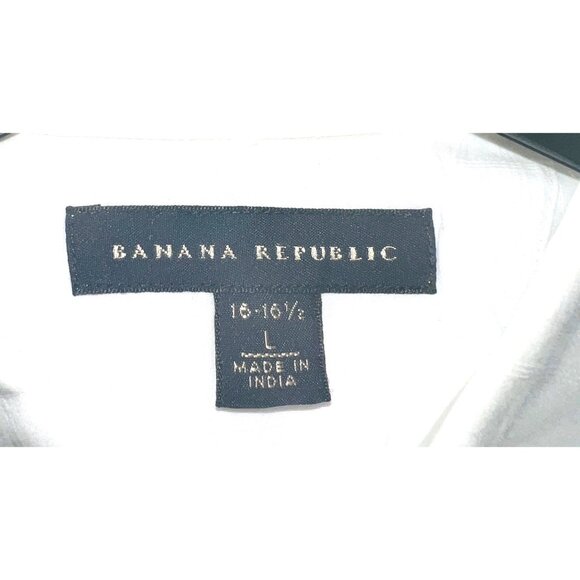 BANANA REPUBLIC
16-16½
L
MADE IN
INDIA